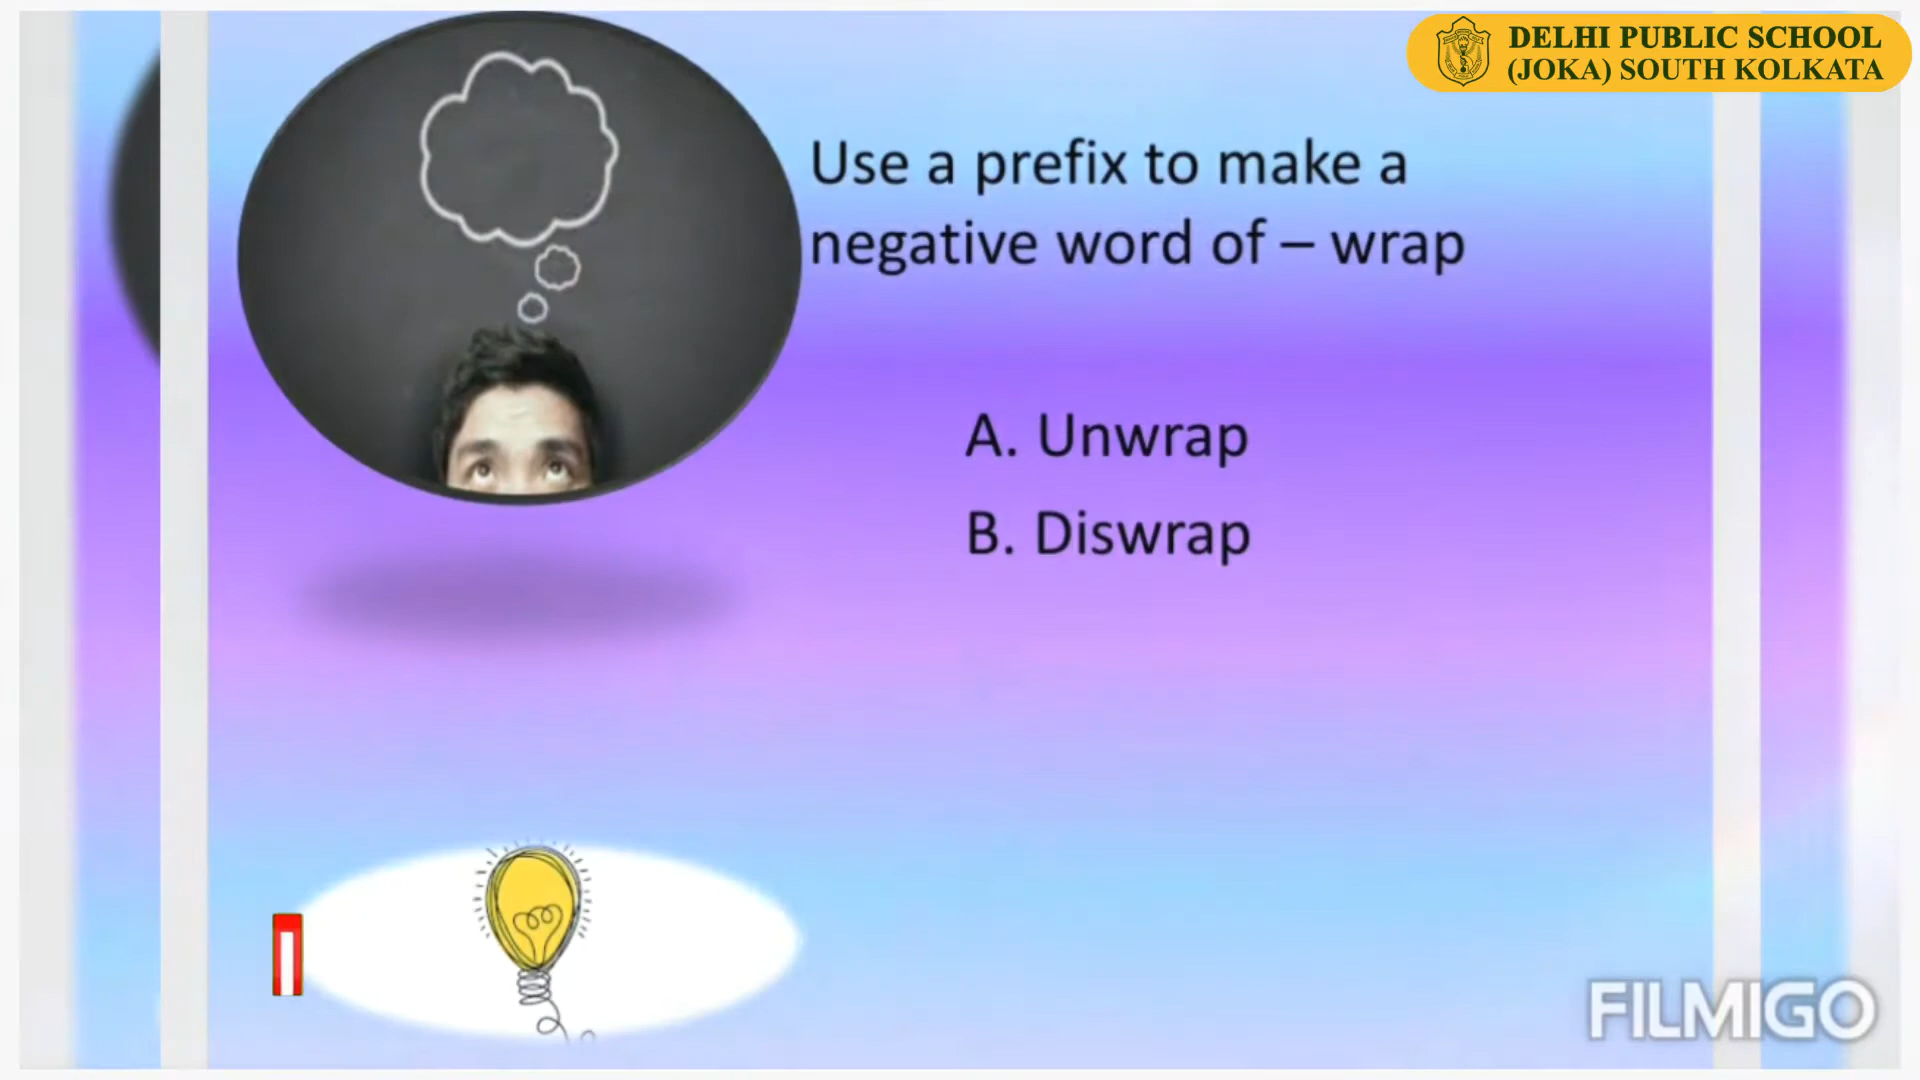 DELHI PUBLIC SCHOOL
(JOKA) SOUTH KOLKATA
Use a prefix to make a
negative word of – wrap
A. Unwrap
B. Diswrap
FILMIGO